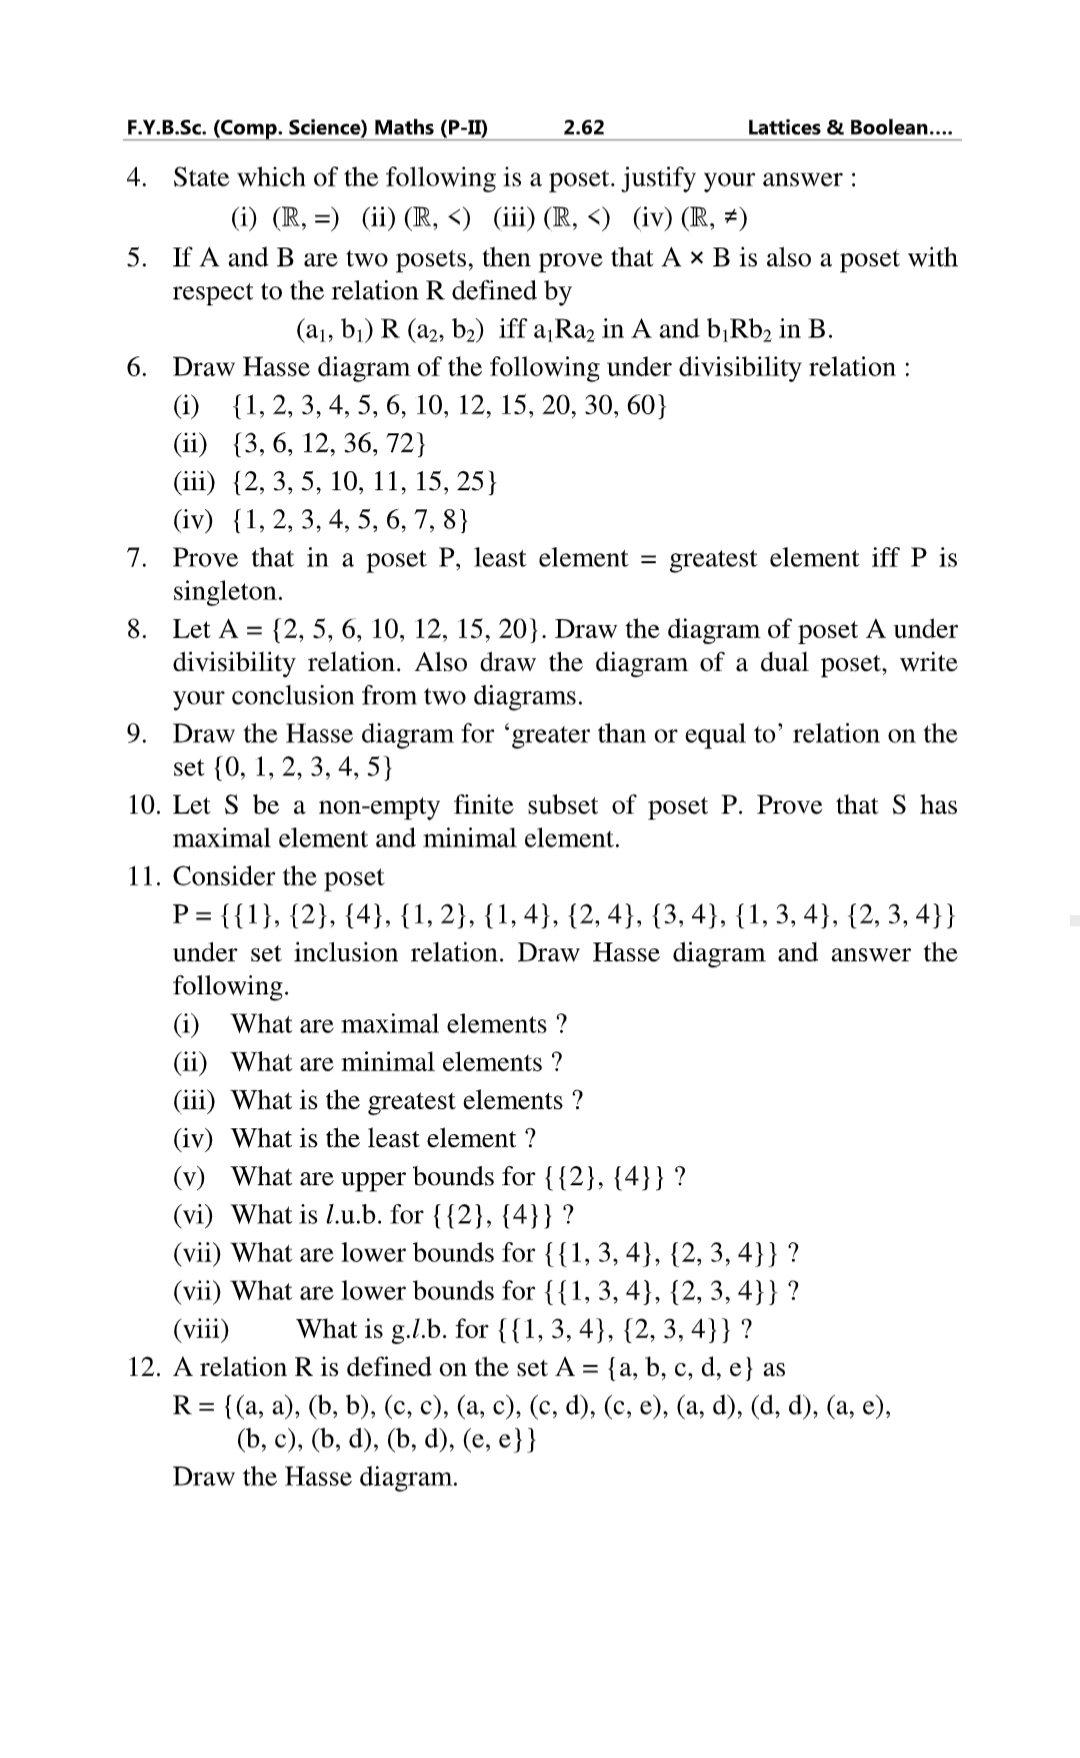 F.Y.B.Sc. (Comp. Science) Maths (P-II) 2.62 Lattices & Boolean....
4. State which of the following is a poset. justify your answer :
(i) (ℝ, =) (ii) (ℝ, <) (iii) (ℝ, <) (iv) (ℝ, ≠)
5. If A and B are two posets, then prove that A × B is also a poset with
respect to the relation R defined by
(a₁, b₁) R (a₂, b₂) iff a₁Ra₂ in A and b₁Rb₂ in B.
6. Draw Hasse diagram of the following under divisibility relation :
(i) {1, 2, 3, 4, 5, 6, 10, 12, 15, 20, 30, 60}
(ii) {3, 6, 12, 36, 72}
(iii) {2, 3, 5, 10, 11, 15, 25}
(iv) {1, 2, 3, 4, 5, 6, 7, 8}
7. Prove that in a poset P, least element = greatest element iff P is
singleton.
8. Let A = {2, 5, 6, 10, 12, 15, 20}. Draw the diagram of poset A under
divisibility relation. Also draw the diagram of a dual poset, write
your conclusion from two diagrams.
9. Draw the Hasse diagram for ‘greater than or equal to’ relation on the
set {0, 1, 2, 3, 4, 5}
10. Let S be a non-empty finite subset of poset P. Prove that S has
maximal element and minimal element.
11. Consider the poset
P = {{1}, {2}, {4}, {1, 2}, {1, 4}, {2, 4}, {3, 4}, {1, 3, 4}, {2, 3, 4}}
under set inclusion relation. Draw Hasse diagram and answer the
following.
(i) What are maximal elements ?
(ii) What are minimal elements ?
(iii) What is the greatest elements ?
(iv) What is the least element ?
(v) What are upper bounds for {{2}, {4}} ?
(vi) What is l.u.b. for {{2}, {4}} ?
(vii) What are lower bounds for {{1, 3, 4}, {2, 3, 4}} ?
(vii) What are lower bounds for {{1, 3, 4}, {2, 3, 4}} ?
(viii) What is g.l.b. for {{1, 3, 4}, {2, 3, 4}} ?
12. A relation R is defined on the set A = {a, b, c, d, e} as
R = {(a, a), (b, b), (c, c), (a, c), (c, d), (c, e), (a, d), (d, d), (a, e),
(b, c), (b, d), (b, d), (e, e}}
Draw the Hasse diagram.